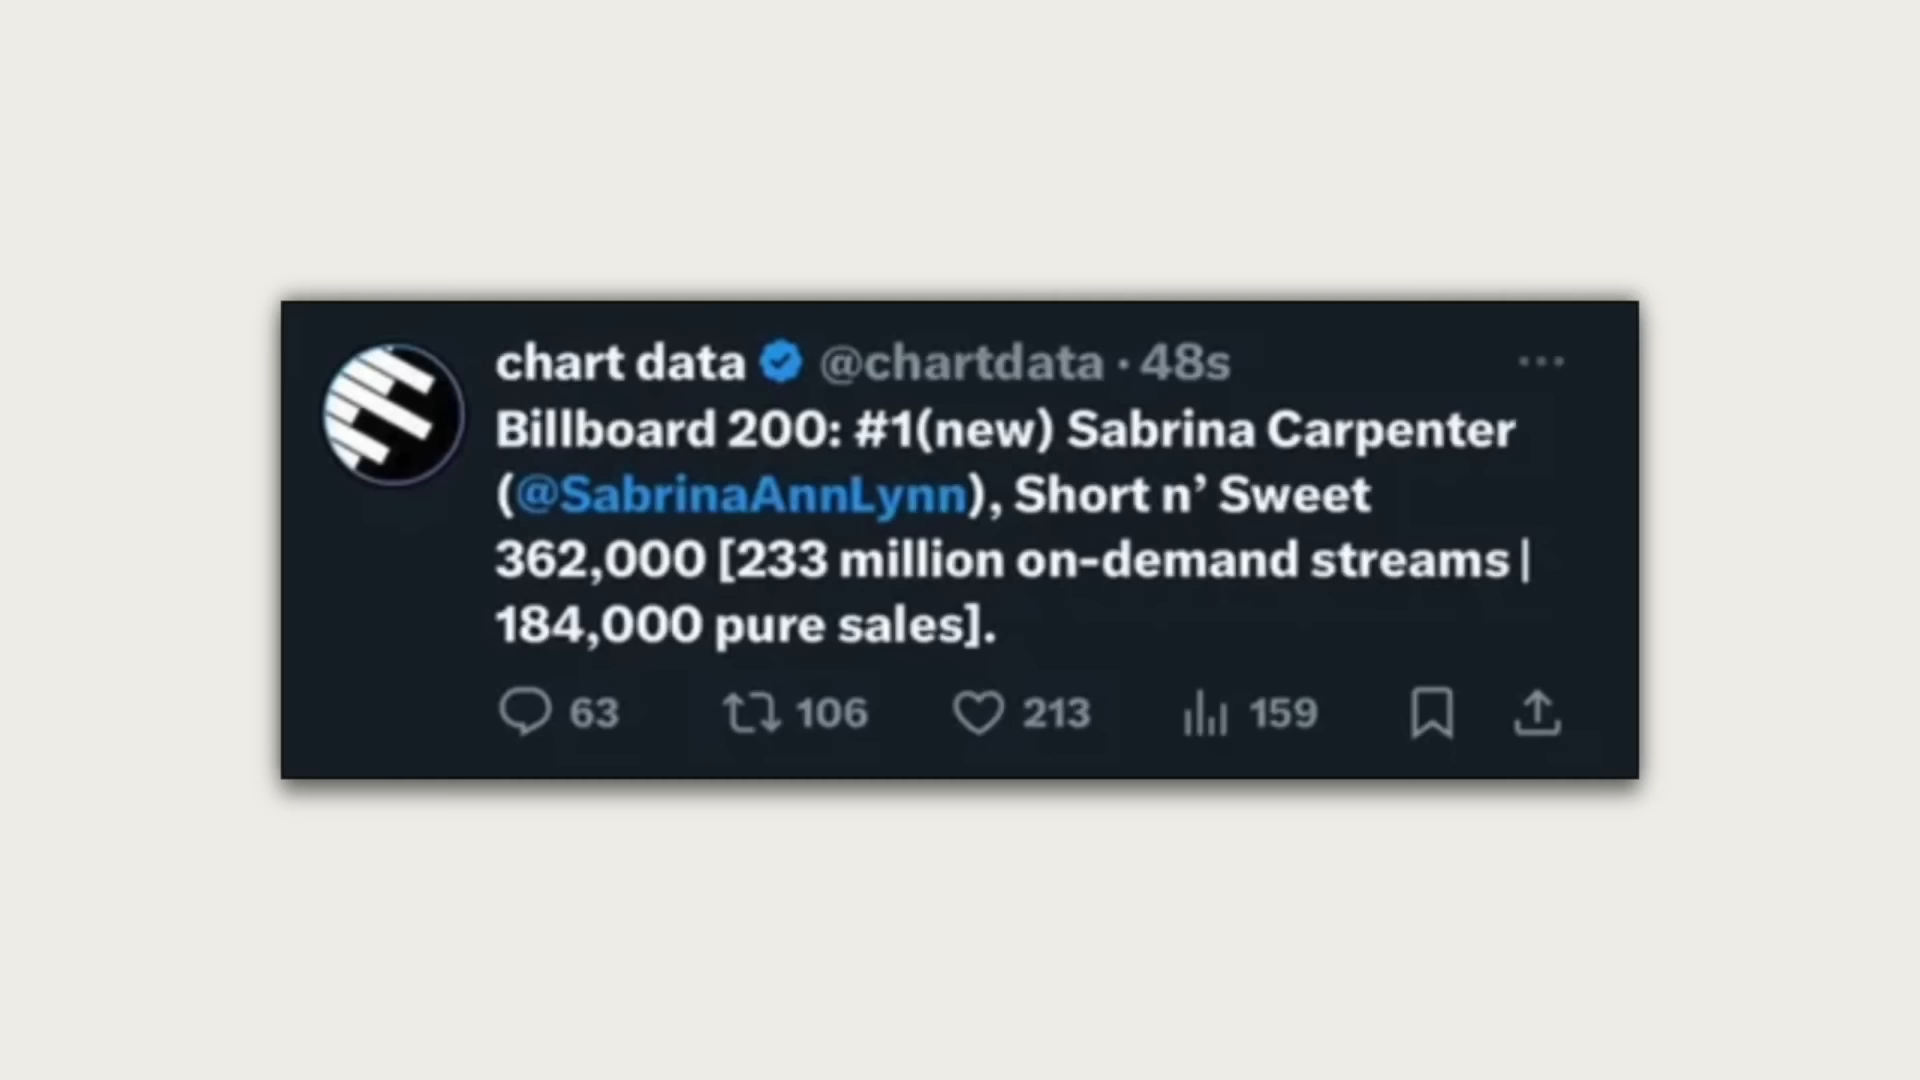 chart data @chartdata · 48s
Billboard 200: #1(new) Sabrina Carpenter
(@SabrinaAnnLynn), Short n’ Sweet
362,000 [233 million on-demand streams |
184,000 pure sales].
63 106 213 159